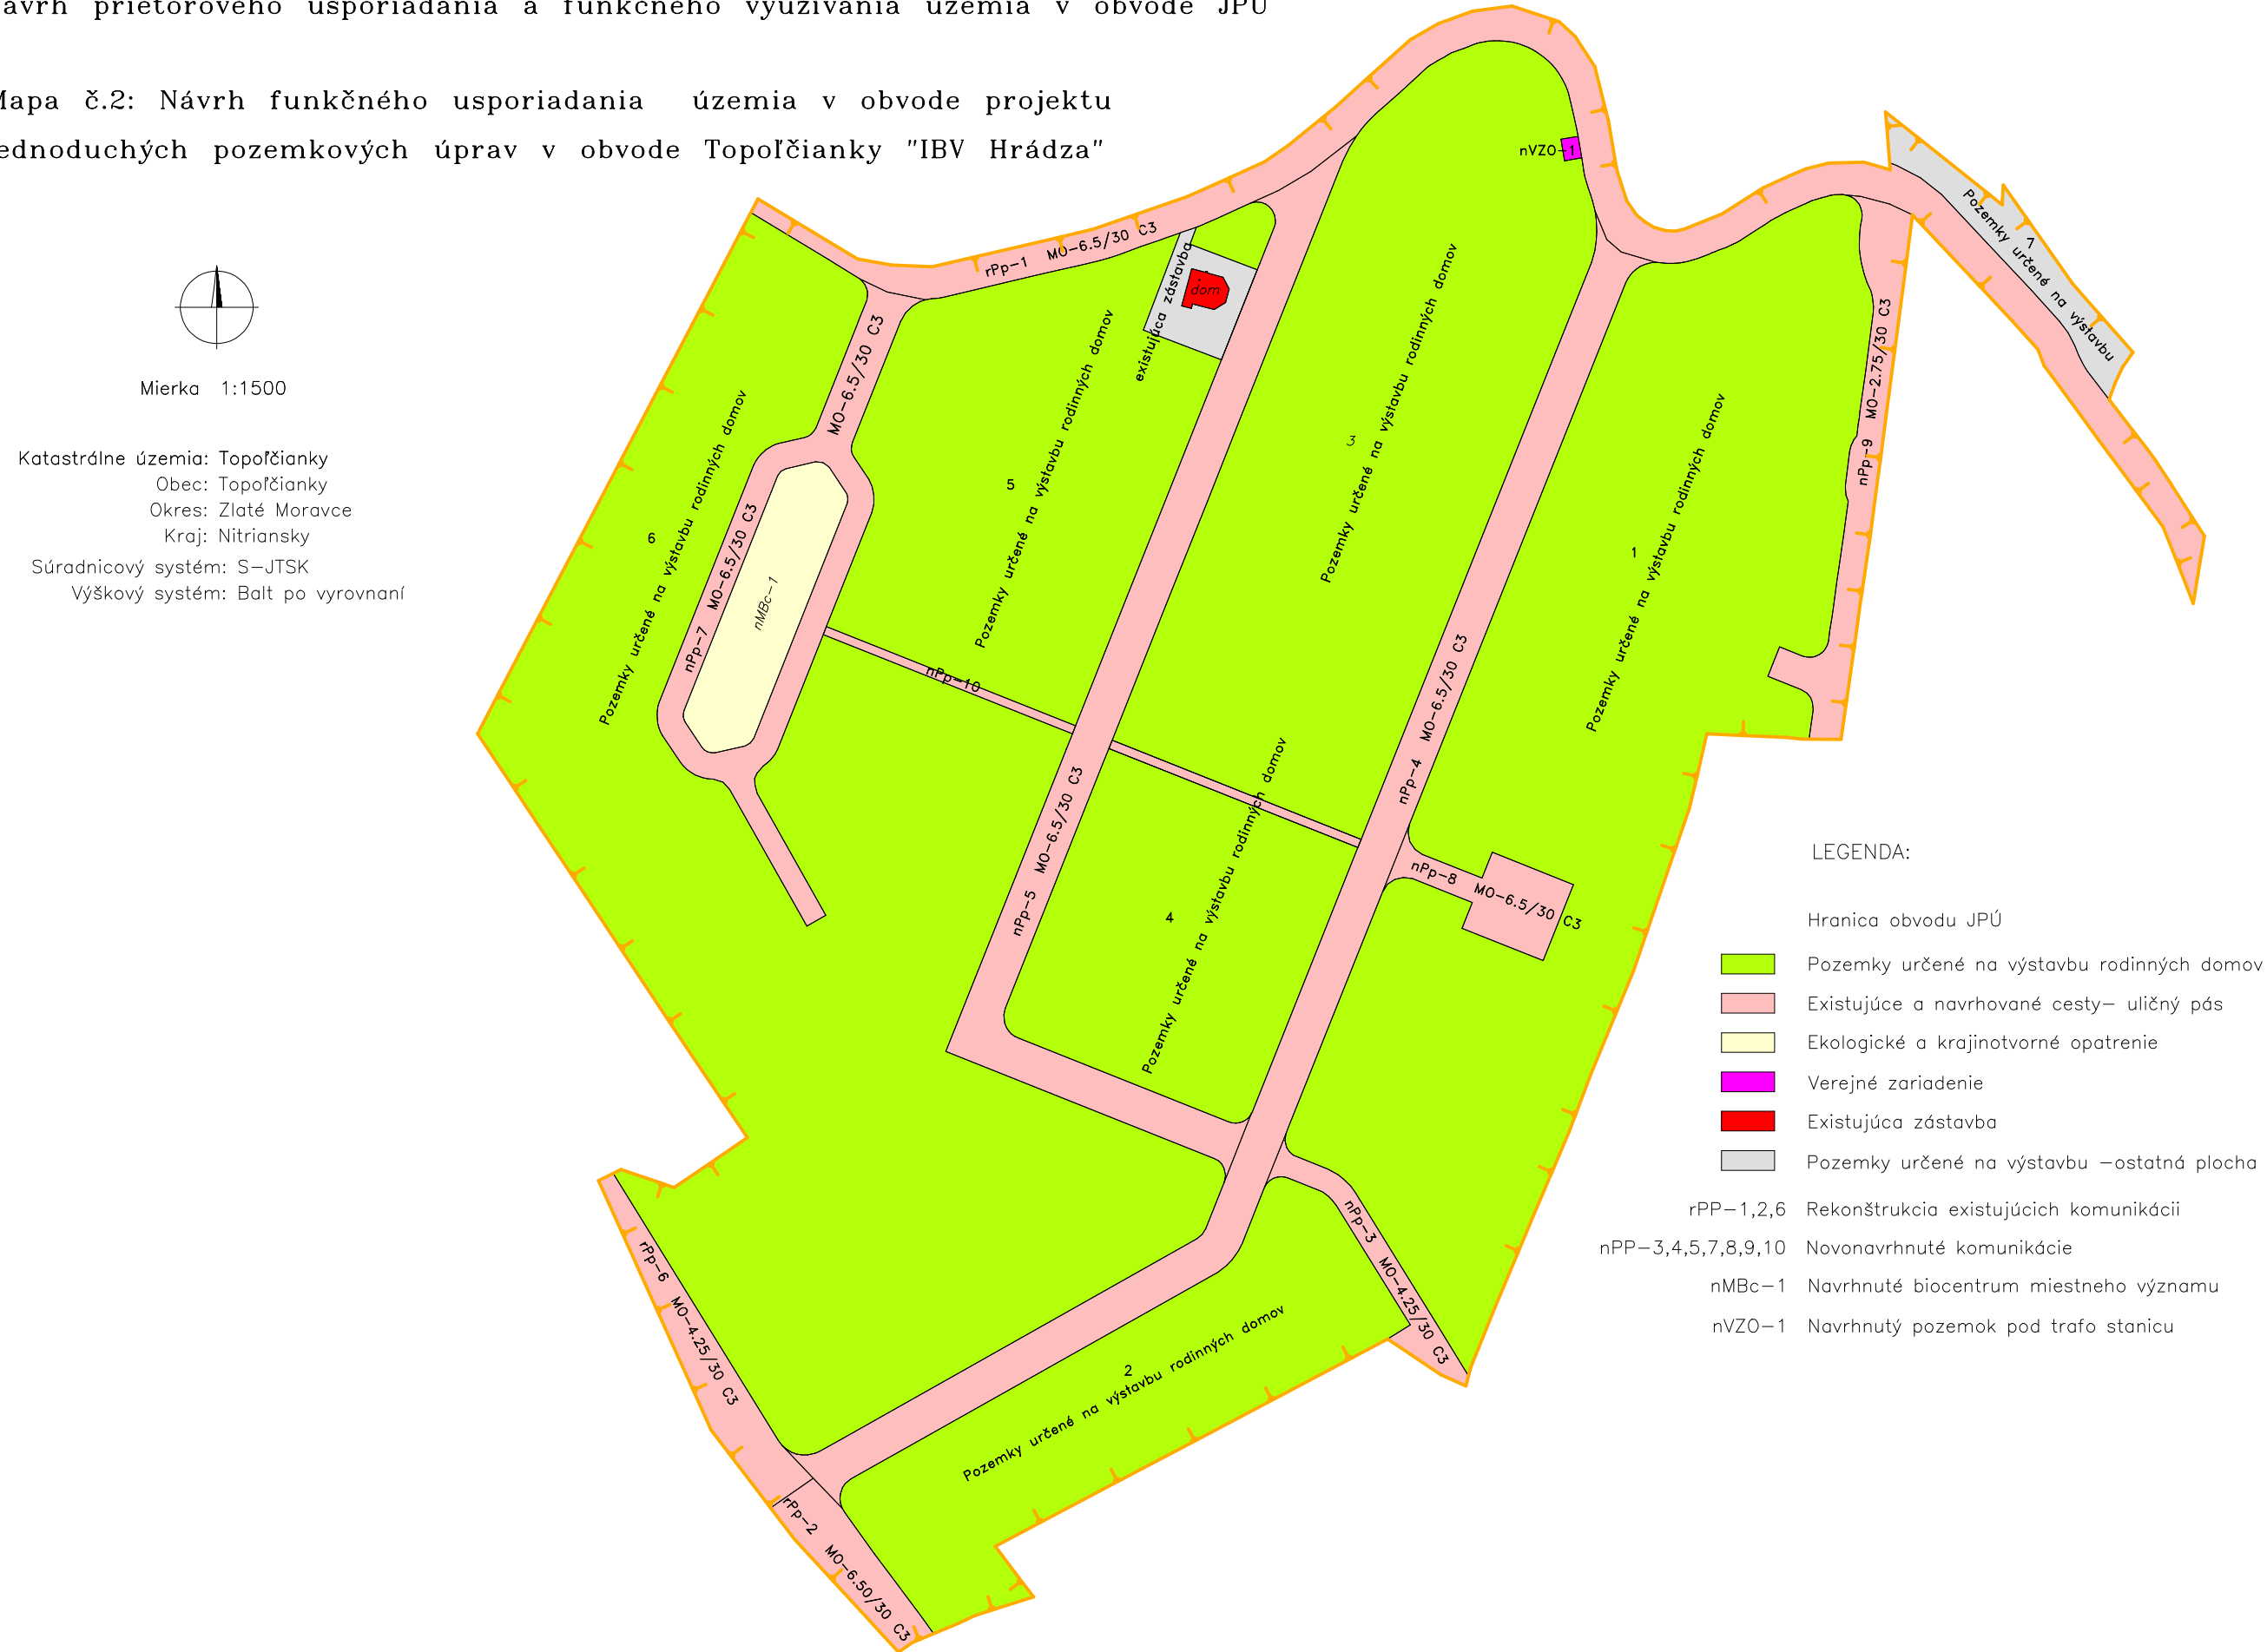 priestorového usporiadania a funkčného využívania územia v obvode JPÚ
Mapa č.2: Návrh funkčného usporiadania územia v obvode projektu
ednoduchých pozemkových úprav v obvode Topoľčianky "IBV Hrádza"
Mierka 1:1500
Katastrálne územia: Topoľčianky
Obec: Topoľčianky
Okres: Zlaté Moravce
Kraj: Nitriansky
Súradnicový systém: S-JTSK
Výškový systém: Balt po vyrovnaní
rPp-1 MO-6.5/30 C3
nVZO-1
Pozemky určené na výstavbu
7
existujúca zástavba
dom
MO-6.5/30 C3
nPp-9 MO-2.75/30 C3
6
Pozemky určené na výstavbu rodinných domov
5
Pozemky určené na výstavbu rodinných domov
3
Pozemky určené na výstavbu rodinných domov
1
Pozemky určené na výstavbu rodinných domov
nPp-7 MO-6.5/30 C3
nMBc-1
nPp-10
nPp-5 MO-6.5/30 C3
nPp-4 MO-6.5/30 C3
4
Pozemky určené na výstavbu rodinných domov
nPp-8 MO-6.5/30 C3
nPp-3 MO-4.25/30 C3
rPp-6 MO-4.25/30 C3
2
Pozemky určené na výstavbu rodinných domov
rPp-2 MO-6.50/30 C3
LEGENDA:
Hranica obvodu JPÚ
Pozemky určené na výstavbu rodinných domov
Existujúce a navrhované cesty- uličný pás
Ekologické a krajinotvorné opatrenie
Verejné zariadenie
Existujúca zástavba
Pozemky určené na výstavbu -ostatná plocha
rPP-1,2,6 Rekonštrukcia existujúcich komunikácii
nPP-3,4,5,7,8,9,10 Novonavrhnuté komunikácie
nMBc-1 Navrhnuté biocentrum miestneho významu
nVZO-1 Navrhnutý pozemok pod trafo stanicu